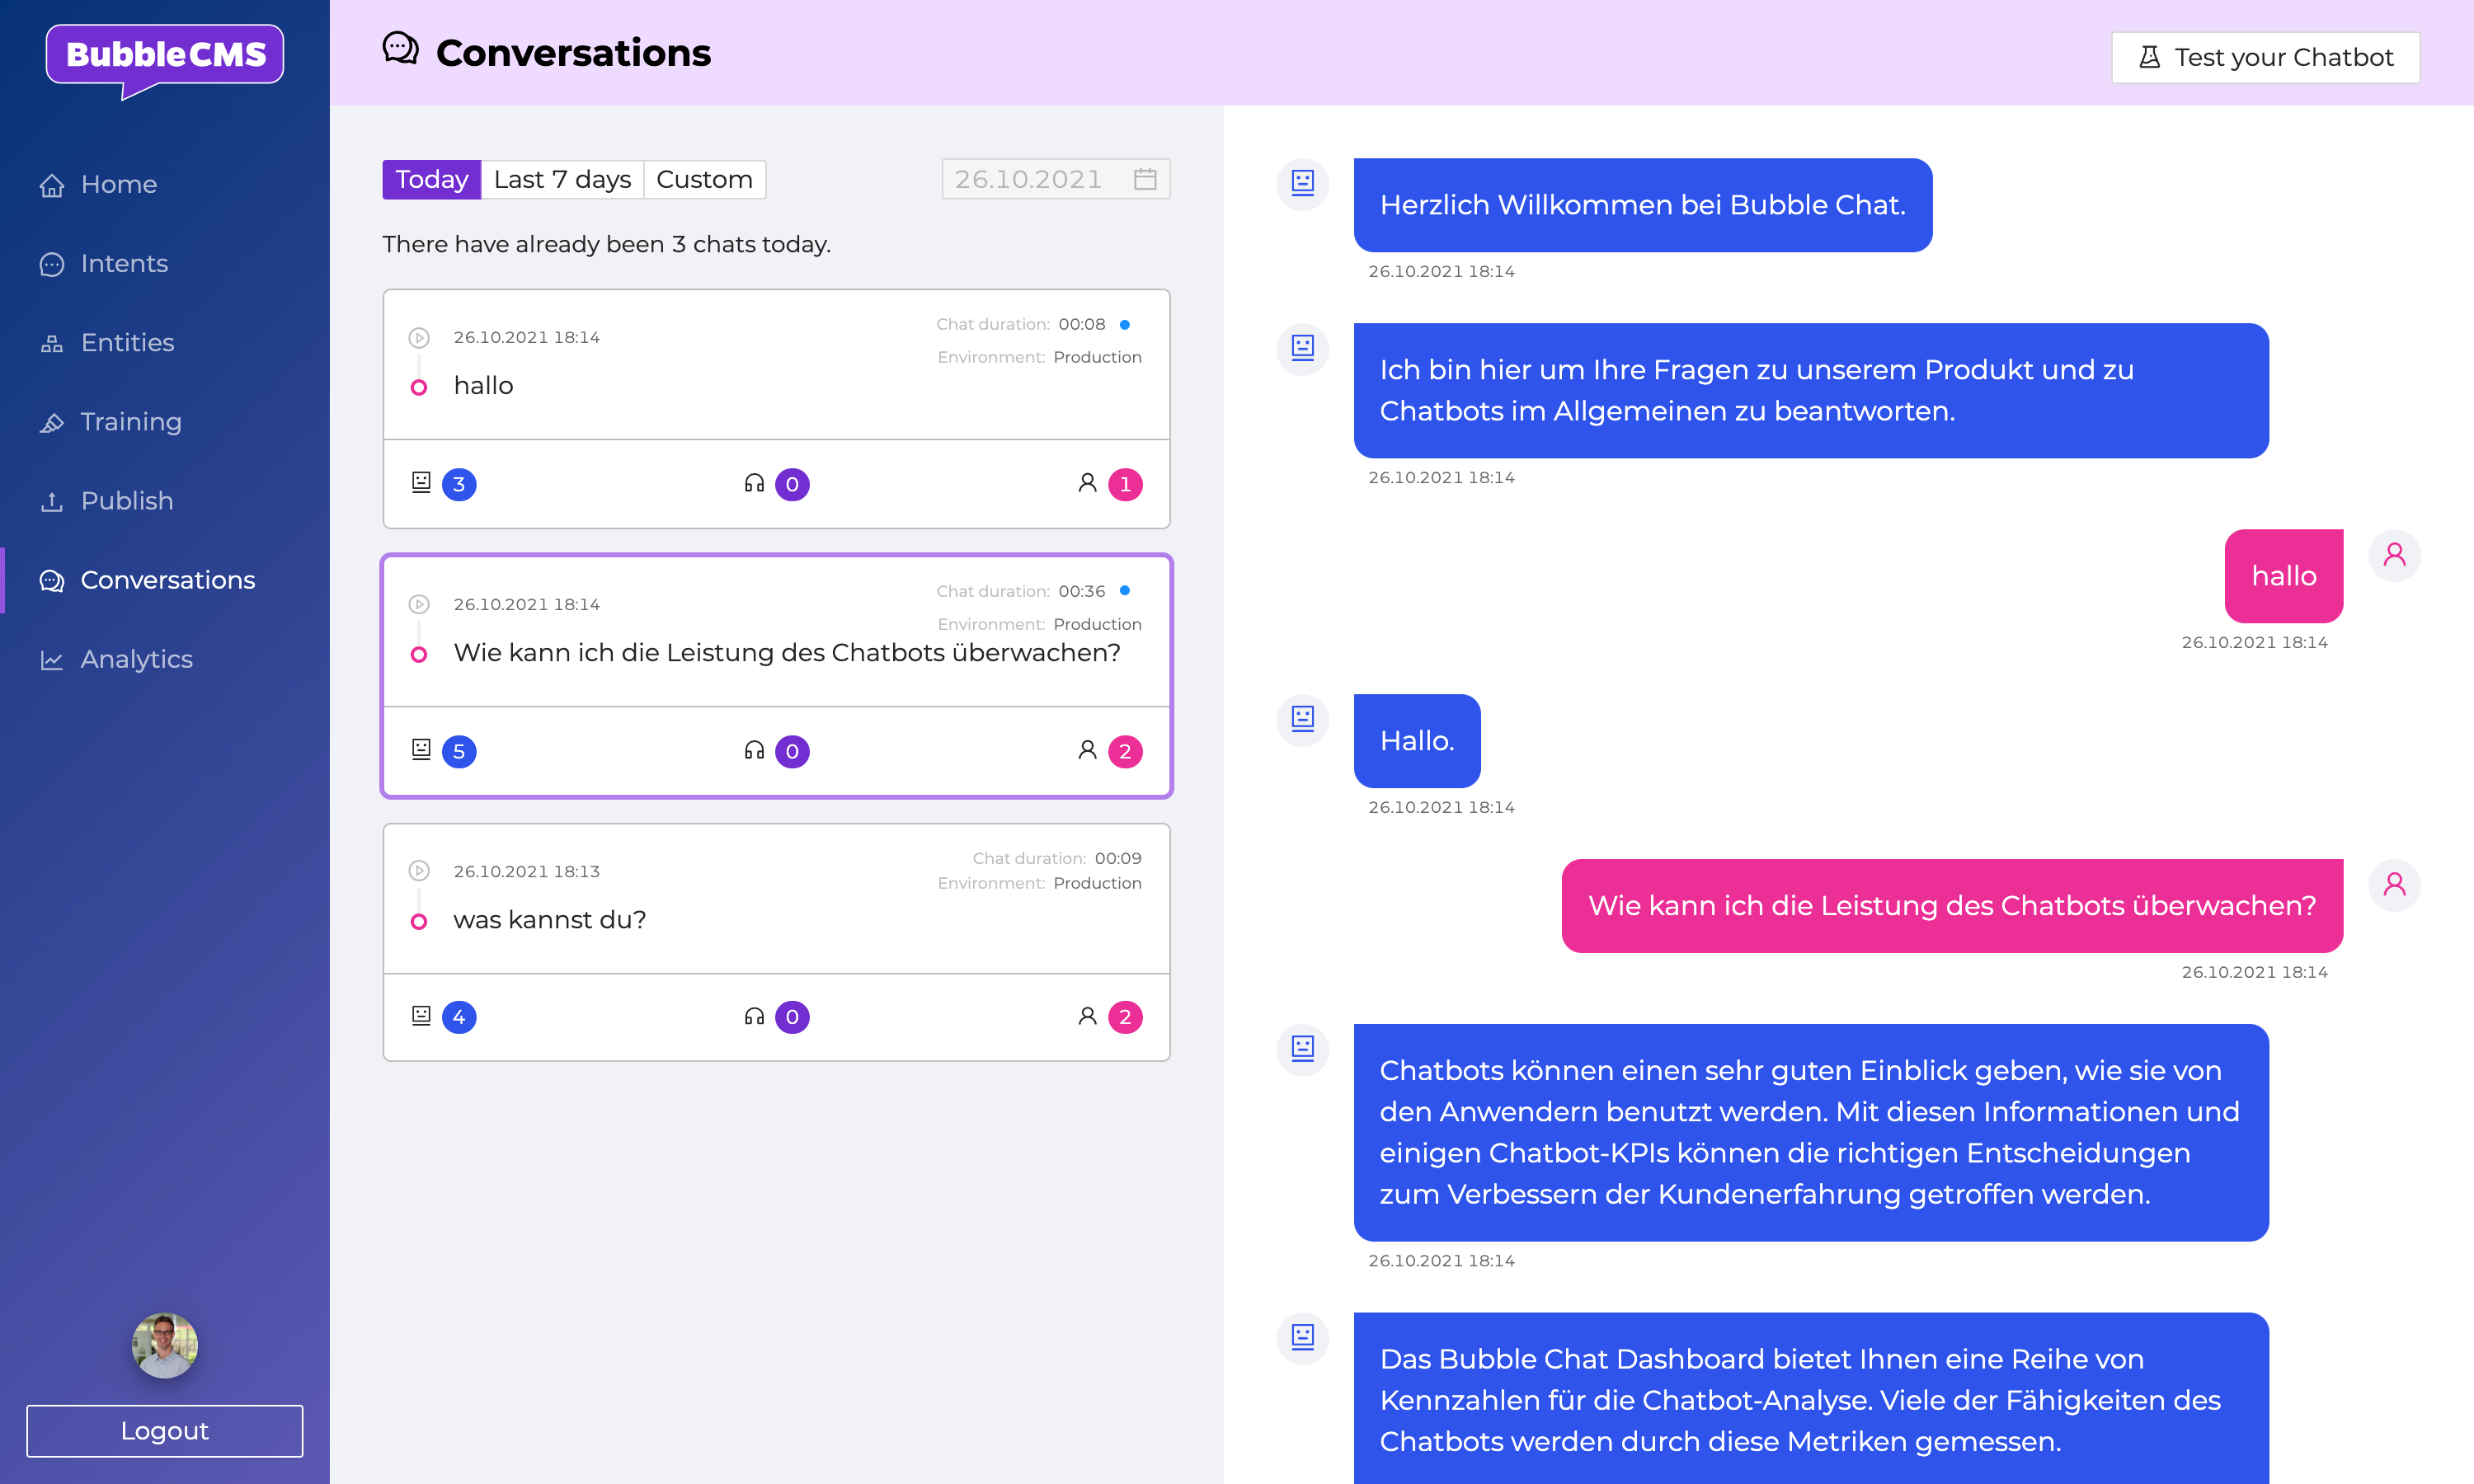 BubbleCMS
Home
Intents
Entities
Training
Publish
Conversations
Analytics
Logout
Conversations
Test your Chatbot
Today
Last 7 days
Custom
26.10.2021
There have already been 3 chats today.
26.10.2021 18:14
Chat duration: 00:08
Environment: Production
hallo
3
0
1
26.10.2021 18:14
Chat duration: 00:36
Environment: Production
Wie kann ich die Leistung des Chatbots überwachen?
5
0
2
26.10.2021 18:13
Chat duration: 00:09
Environment: Production
was kannst du?
4
0
2
Herzlich Willkommen bei Bubble Chat.
26.10.2021 18:14
Ich bin hier um Ihre Fragen zu unserem Produkt und zu
Chatbots im Allgemeinen zu beantworten.
26.10.2021 18:14
hallo
26.10.2021 18:14
Hallo.
26.10.2021 18:14
Wie kann ich die Leistung des Chatbots überwachen?
26.10.2021 18:14
Chatbots können einen sehr guten Einblick geben, wie sie von
den Anwendern benutzt werden. Mit diesen Informationen und
einigen Chatbot-KPIs können die richtigen Entscheidungen
zum Verbessern der Kundenerfahrung getroffen werden.
26.10.2021 18:14
Das Bubble Chat Dashboard bietet Ihnen eine Reihe von
Kennzahlen für die Chatbot-Analyse. Viele der Fähigkeiten des
Chatbots werden durch diese Metriken gemessen.